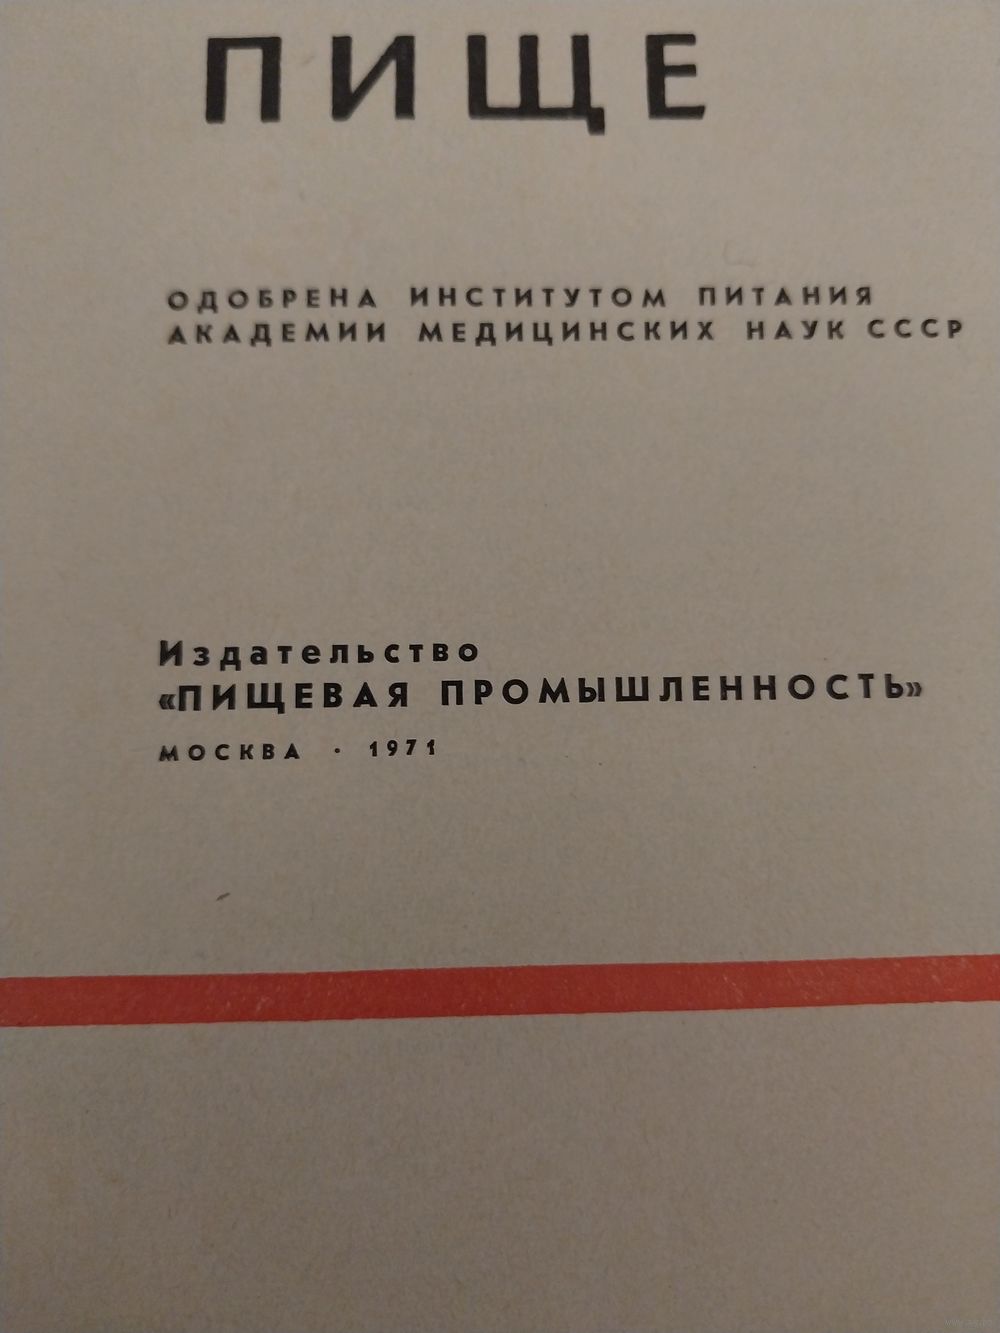 ПИЩЕ
ОДОБРЕНА ИНСТИТУТОМ ПИТАНИЯ
АКАДЕМИИ МЕДИЦИНСКИХ НАУК СССР
Издательство
«ПИЩЕВАЯ ПРОМЫШЛЕННОСТЬ»
МОСКВА · 1971